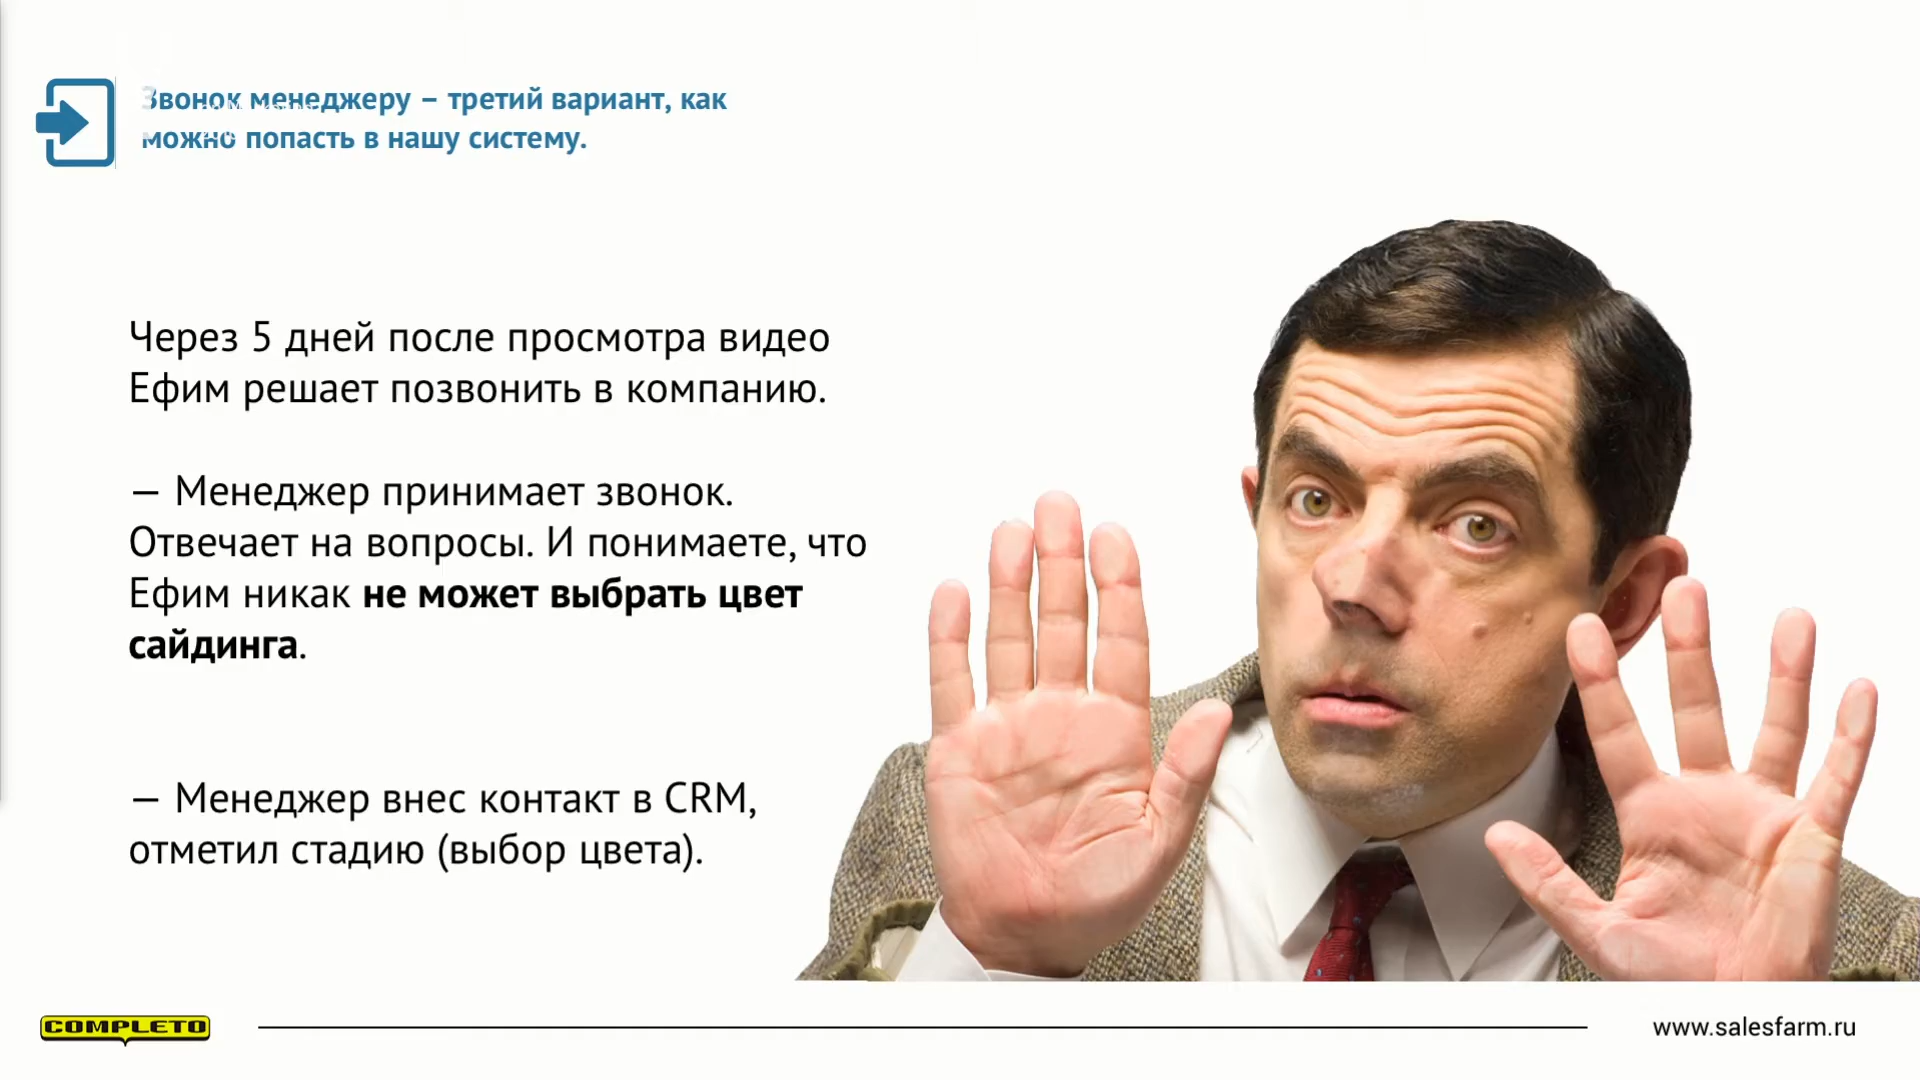 Звонок менеджеру – третий вариант, как
можно попасть в нашу систему.
Через 5 дней после просмотра видео
Ефим решает позвонить в компанию.
— Менеджер принимает звонок.
Отвечает на вопросы. И понимаете, что
Ефим никак не может выбрать цвет
сайдинга.
— Менеджер внес контакт в CRM,
отметил стадию (выбор цвета).
COMPLETO
www.salesfarm.ru